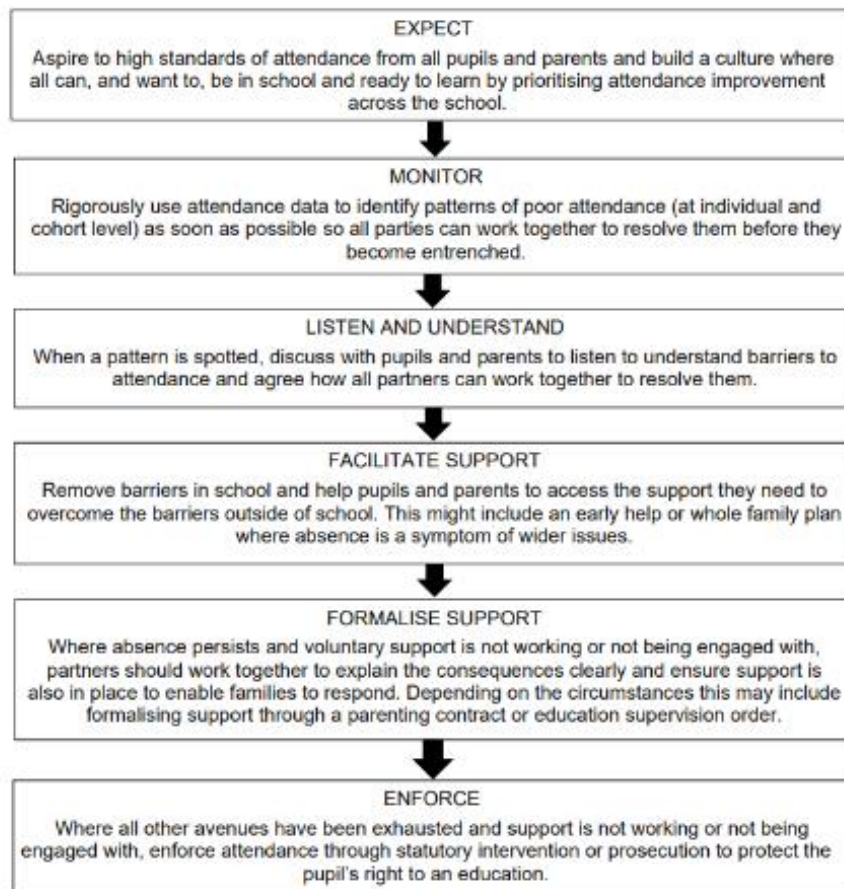 EXPECT
Aspire to high standards of attendance from all pupils and parents and build a culture where
all can, and want to, be in school and ready to learn by prioritising attendance improvement
across the school.
MONITOR
Rigorously use attendance data to identify patterns of poor attendance (at individual and
cohort level) as soon as possible so all parties can work together to resolve them before they
become entrenched.
LISTEN AND UNDERSTAND
When a pattern is spotted, discuss with pupils and parents to listen to understand barriers to
attendance and agree how all partners can work together to resolve them.
FACILITATE SUPPORT
Remove barriers in school and help pupils and parents to access the support they need to
overcome the barriers outside of school. This might include an early help or whole family plan
where absence is a symptom of wider issues.
FORMALISE SUPPORT
Where absence persists and voluntary support is not working or not being engaged with,
partners should work together to explain the consequences clearly and ensure support is
also in place to enable families to respond. Depending on the circumstances this may include
formalising support through a parenting contract or education supervision order.
ENFORCE
Where all other avenues have been exhausted and support is not working or not being
engaged with, enforce attendance through statutory intervention or prosecution to protect the
pupil's right to an education.